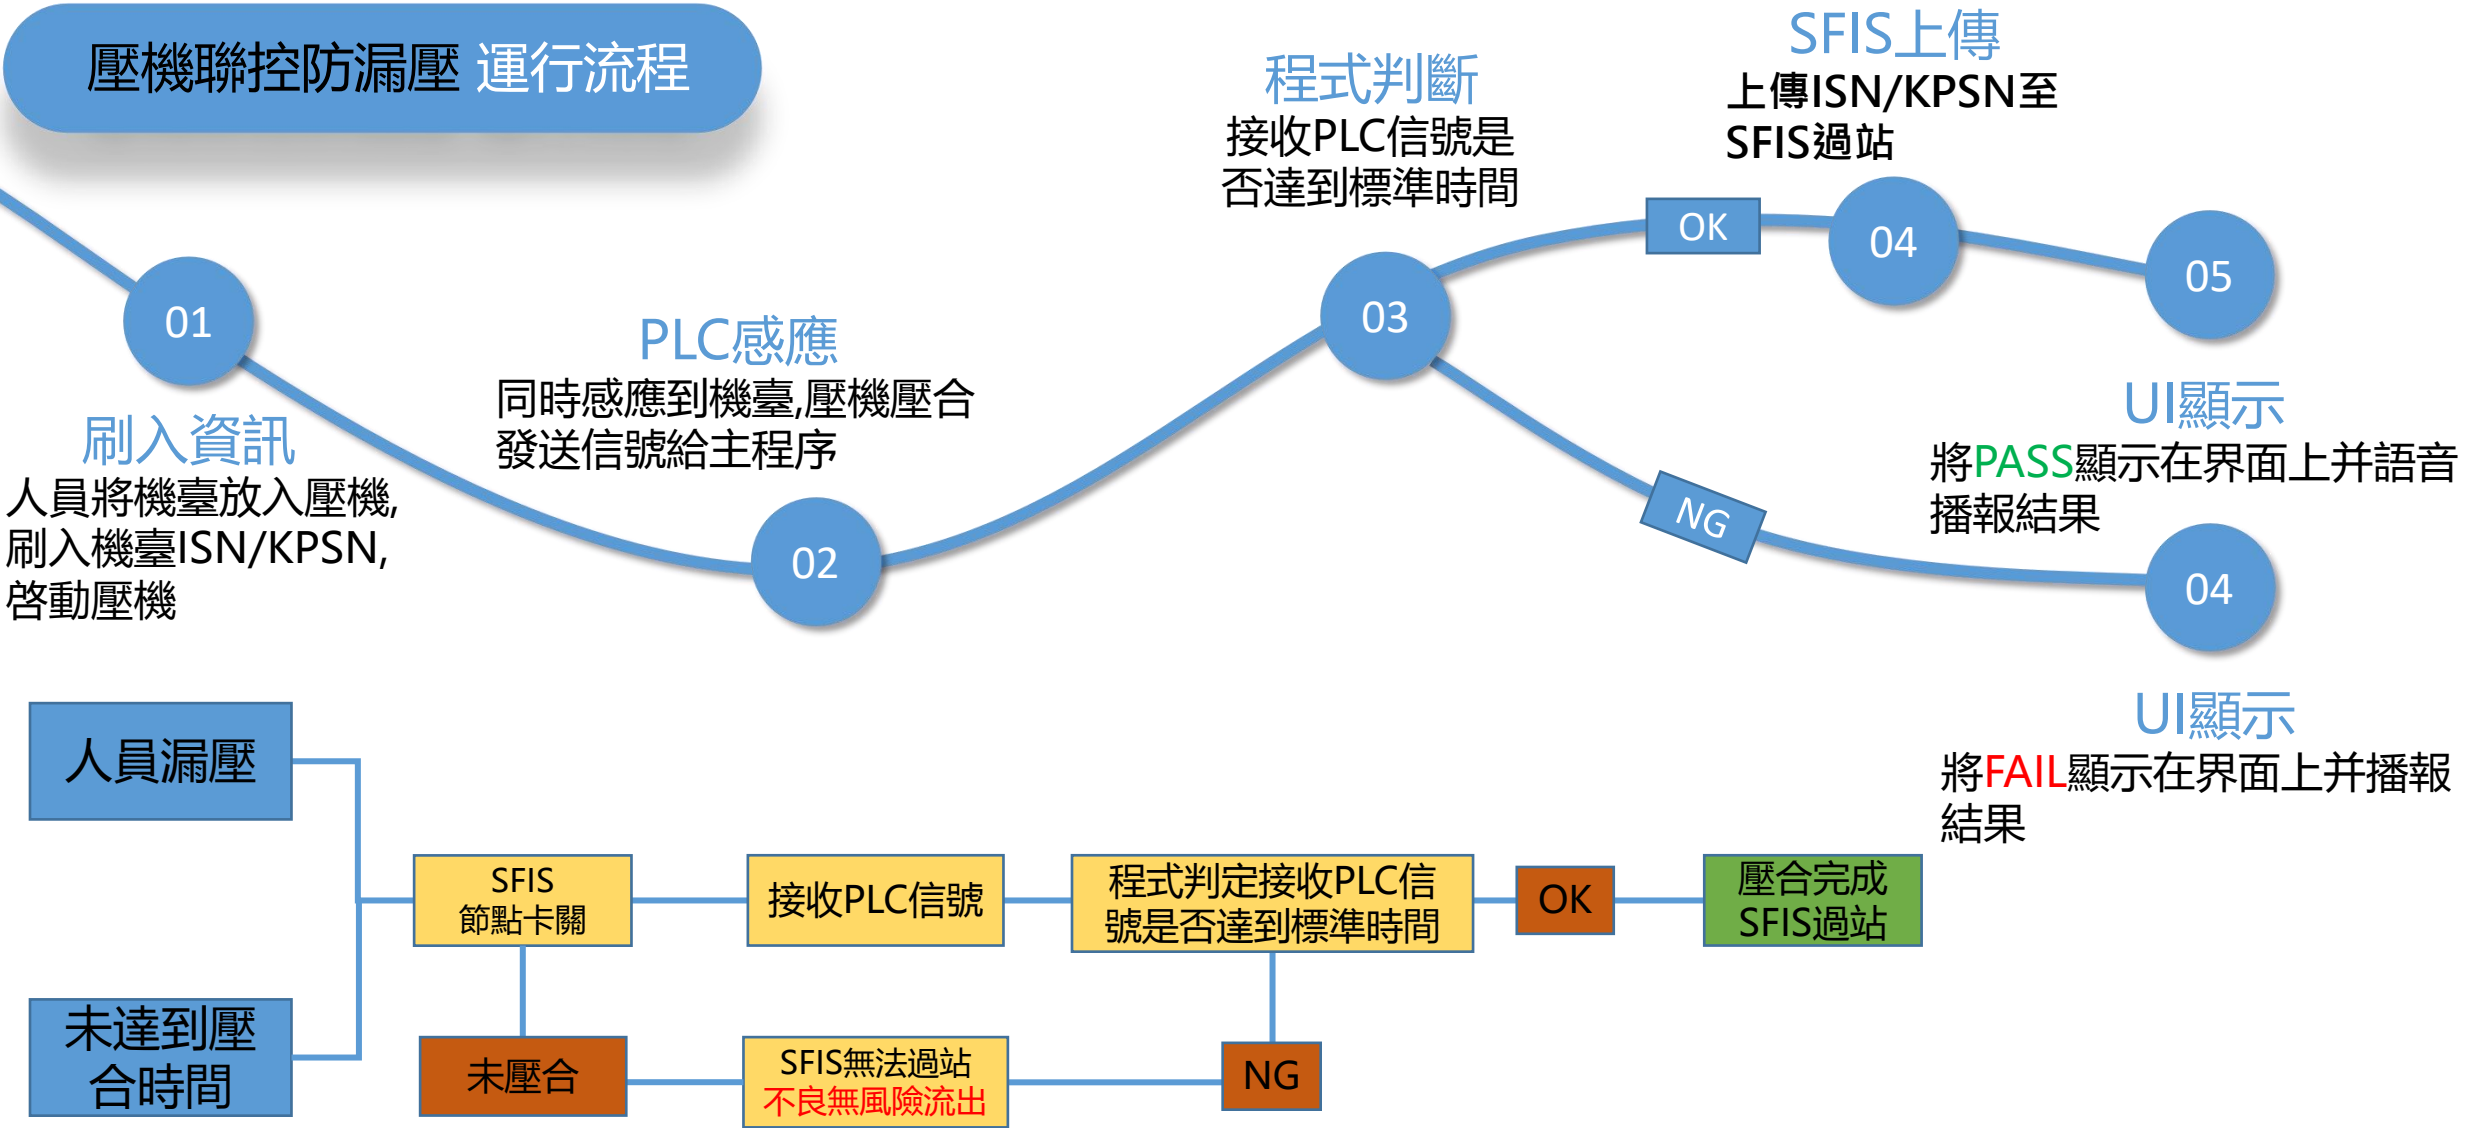 壓機聯控防漏壓 運行流程
01
刷入資訊
人員將機臺放入壓機,
刷入機臺ISN/KPSN,
啓動壓機
PLC感應
同時感應到機臺,壓機壓合
發送信號給主程序
02
程式判斷
接收PLC信號是
否達到標準時間
03
OK
NG
SFIS上傳
上傳ISN/KPSN至
SFIS過站
04
05
UI顯示
將PASS顯示在界面上并語音
播報結果
04
UI顯示
將FAIL顯示在界面上并播報
結果
人員漏壓
未達到壓
合時間
SFIS
節點卡關
接收PLC信號
程式判定接收PLC信
號是否達到標準時間
OK
壓合完成
SFIS過站
未壓合
SFIS無法過站
不良無風險流出
NG